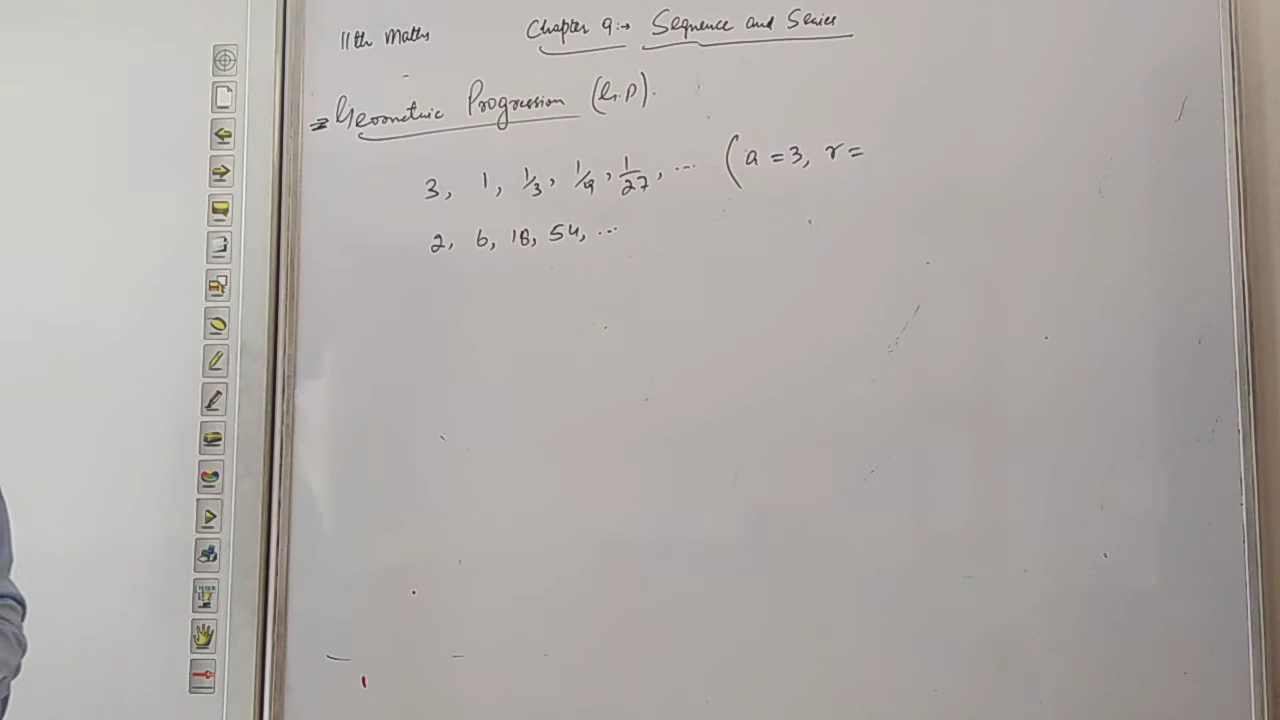 11th Maths Chapter 9:→ Sequence and Series
⇒ Geometric Progression (G.P).
3, 1, 1/3, 1/9, 1/27, ... (a = 3, r =
2, 6, 18, 54, ...